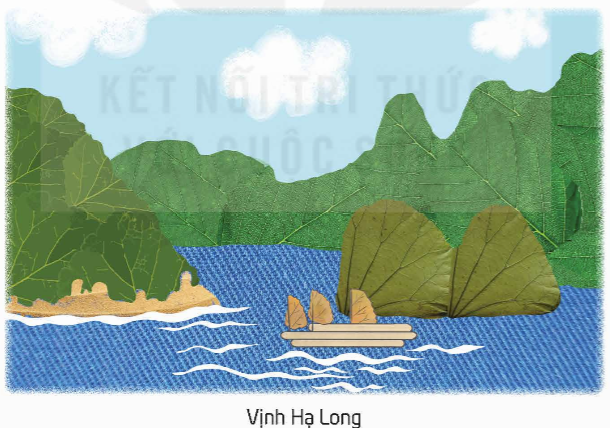 KẾT NỐI TRI THỨC
VỚI CUỘC SỐNG
Vịnh Hạ Long